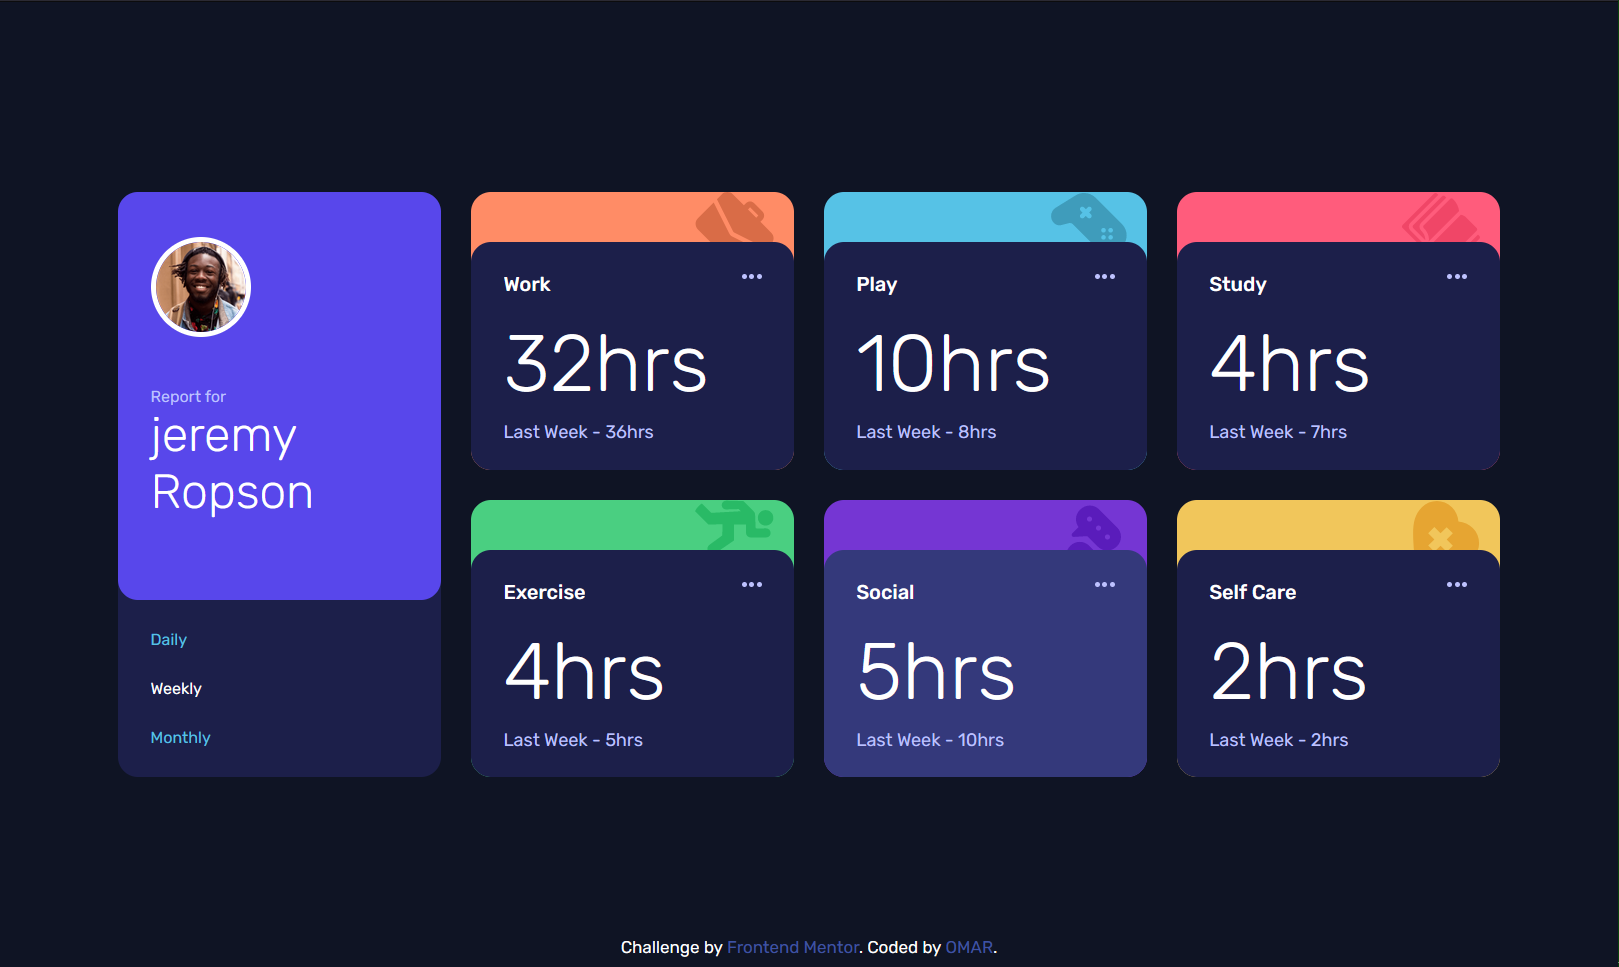 Report for
jeremy
Ropson
Daily
Weekly
Monthly
Work
32hrs
Last Week - 36hrs
Play
10hrs
Last Week - 8hrs
Study
4hrs
Last Week - 7hrs
Exercise
4hrs
Last Week - 5hrs
Social
5hrs
Last Week - 10hrs
Self Care
2hrs
Last Week - 2hrs
Challenge by Frontend Mentor. Coded by OMAR.